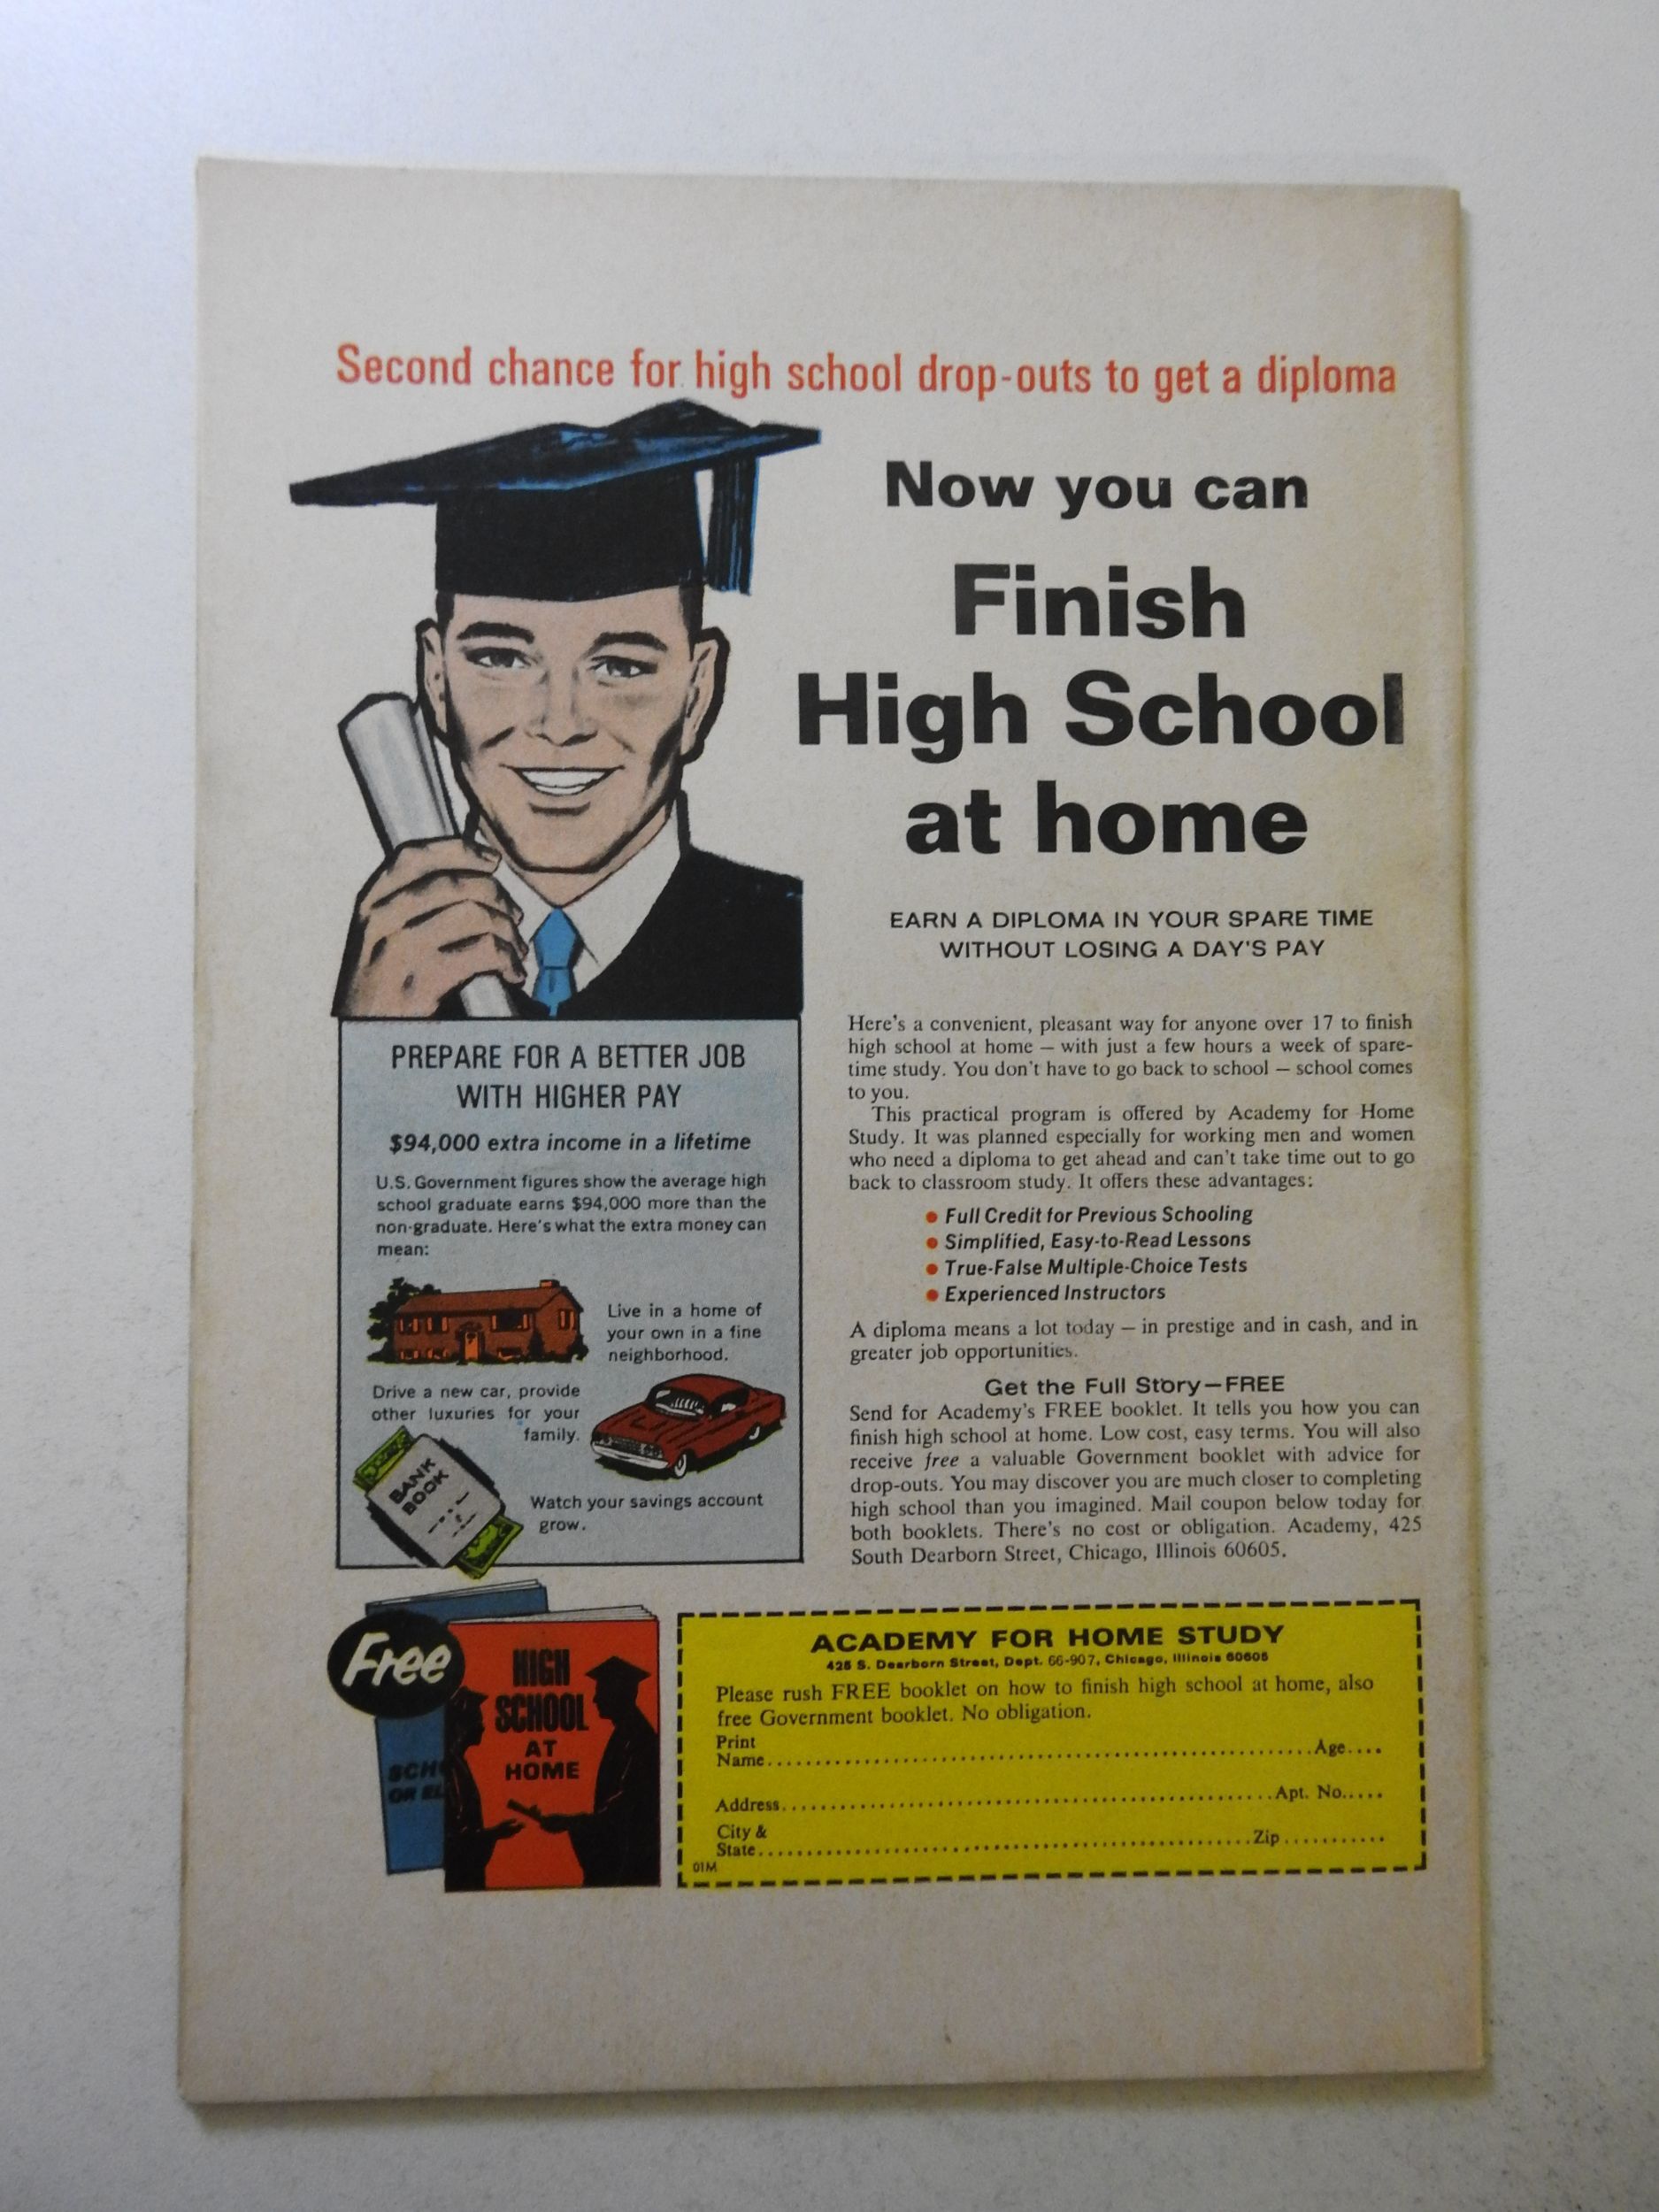 Second chance for high school drop-outs to get a diploma
Now you can
Finish
High School
at home
EARN A DIPLOMA IN YOUR SPARE TIME
WITHOUT LOSING A DAY'S PAY
PREPARE FOR A BETTER JOB
WITH HIGHER PAY
$94,000 extra income in a lifetime
U.S. Government figures show the average high
school graduate earns $94,000 more than the
non-graduate. Here's what the extra money can
mean:
Live in a home of
your own in a fine
neighborhood.
Drive a new car, provide
other luxuries for your
family.
BANK
BOOK
Watch your savings account
grow.
Here's a convenient, pleasant way for anyone over 17 to finish
high school at home — with just a few hours a week of spare-
time study. You don't have to go back to school — school comes
to you.
This practical program is offered by Academy for Home
Study. It was planned especially for working men and women
who need a diploma to get ahead and can't take time out to go
back to classroom study. It offers these advantages:
• Full Credit for Previous Schooling
• Simplified, Easy-to-Read Lessons
• True-False Multiple-Choice Tests
• Experienced Instructors
A diploma means a lot today — in prestige and in cash, and in
greater job opportunities.
Get the Full Story—FREE
Send for Academy's FREE booklet. It tells you how you can
finish high school at home. Low cost, easy terms. You will also
receive free a valuable Government booklet with advice for
drop-outs. You may discover you are much closer to completing
high school than you imagined. Mail coupon below today for
both booklets. There's no cost or obligation. Academy, 425
South Dearborn Street, Chicago, Illinois 60605.
Free
SCH
OR EL
HIGH
SCHOOL
AT
HOME
ACADEMY FOR HOME STUDY
425 S. Dearborn Street, Dept. 66-907, Chicago, Illinois 60605
Please rush FREE booklet on how to finish high school at home, also
free Government booklet. No obligation.
Print
Name.......... Age....
Address.......... Apt. No.....
City &
State.......... Zip...........
01M